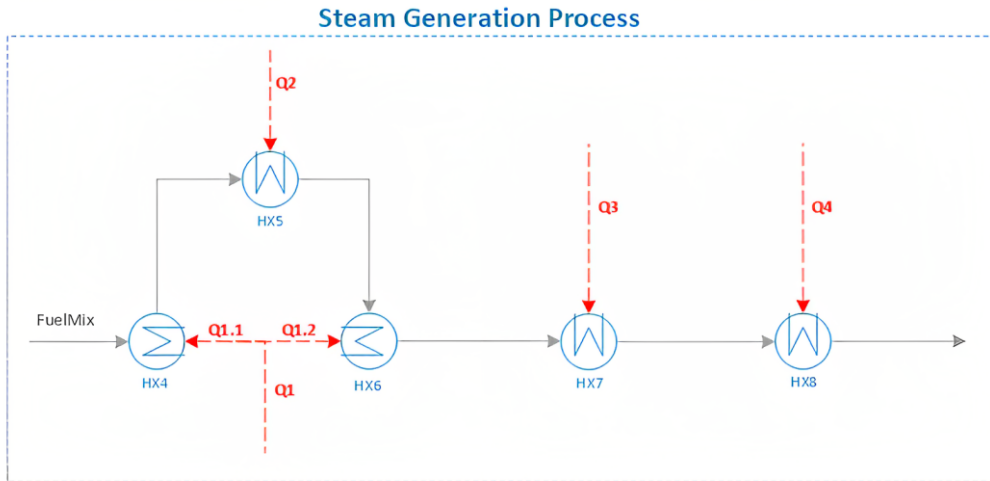 Steam Generation Process
Q2
HX5
Q3
Q4
FuelMix
Q1.1
Q1.2
HX4
Q1
HX6
HX7
HX8